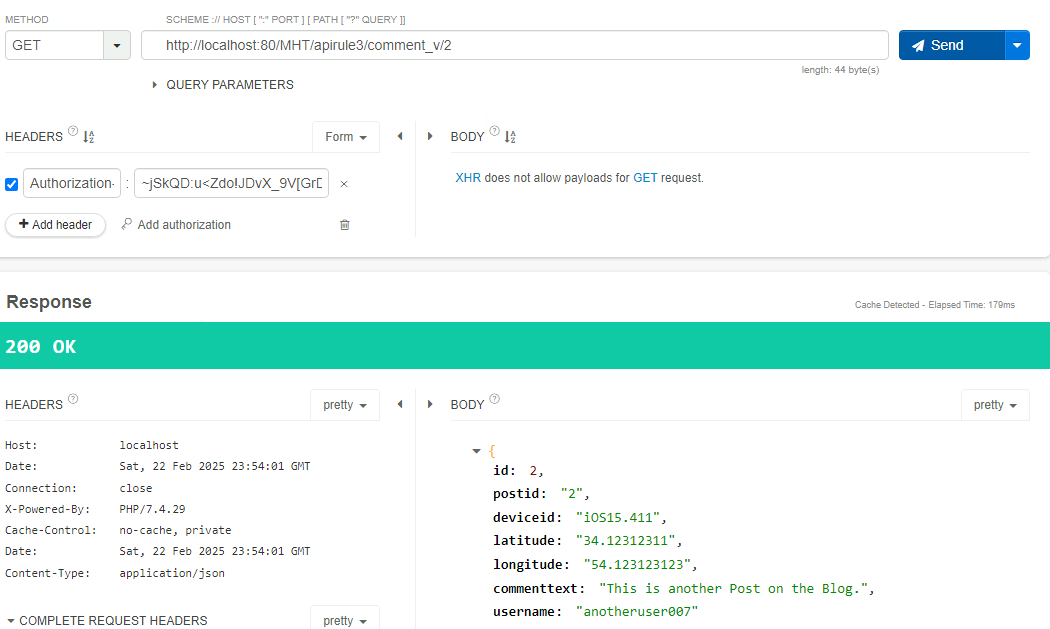 METHOD SCHEME :// HOST [ ":" PORT ] [ PATH [ "?" QUERY ]]
GET http://localhost:80/MHT/apirule3/comment_v/2 Send
length: 44 byte(s)
QUERY PARAMETERS
HEADERS ? Form BODY ?
Authorization- : ~jSkQD:u<Zdo!JDvX_9V[GrD ×
XHR does not allow payloads for GET request.
+ Add header Add authorization
Response
Cache Detected - Elapsed Time: 179ms
200 OK
HEADERS ? pretty BODY ? pretty
Host: localhost
Date: Sat, 22 Feb 2025 23:54:01 GMT
Connection: close
X-Powered-By: PHP/7.4.29
Cache-Control: no-cache, private
Date: Sat, 22 Feb 2025 23:54:01 GMT
Content-Type: application/json
COMPLETE REQUEST HEADERS pretty
{
id: 2,
postid: "2",
deviceid: "iOS15.411",
latitude: "34.12312311",
longitude: "54.123123123",
commenttext: "This is another Post on the Blog.",
username: "anotheruser007"